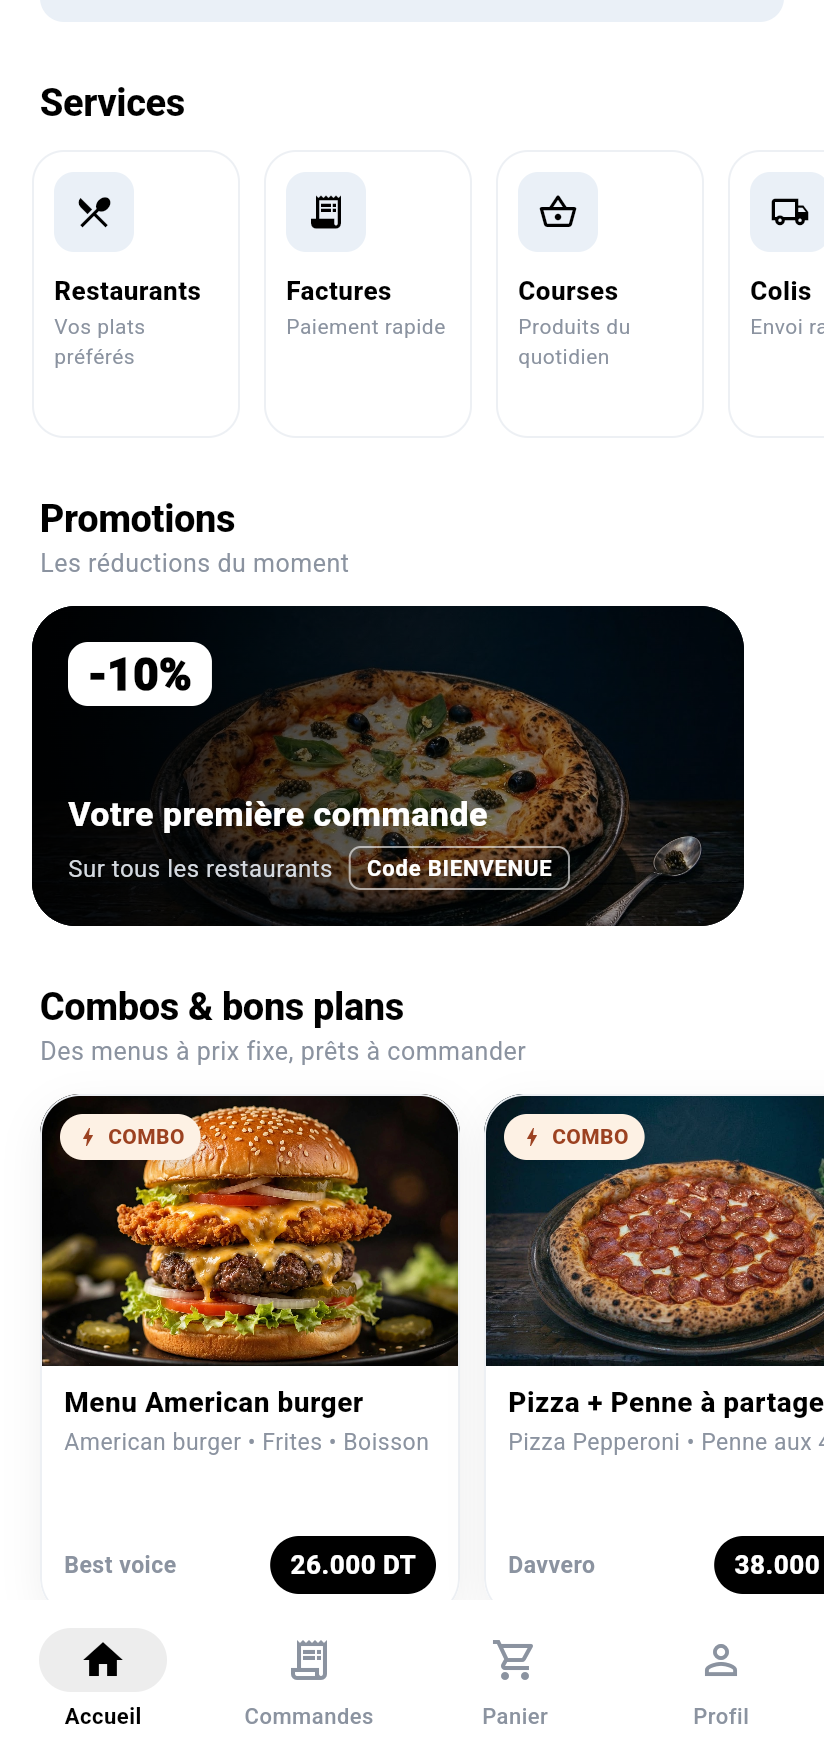 Services
Restaurants
Vos plats
préférés
Factures
Paiement rapide
Courses
Produits du
quotidien
Colis
Envoi ra
Promotions
Les réductions du moment
-10%
Votre première commande
Sur tous les restaurants
Code BIENVENUE
Combos & bons plans
Des menus à prix fixe, prêts à commander
COMBO
Menu American burger
American burger • Frites • Boisson
Best voice
26.000 DT
COMBO
Pizza + Penne à partage
Pizza Pepperoni • Penne aux 4
Davvero
38.000
Accueil
Commandes
Panier
Profil